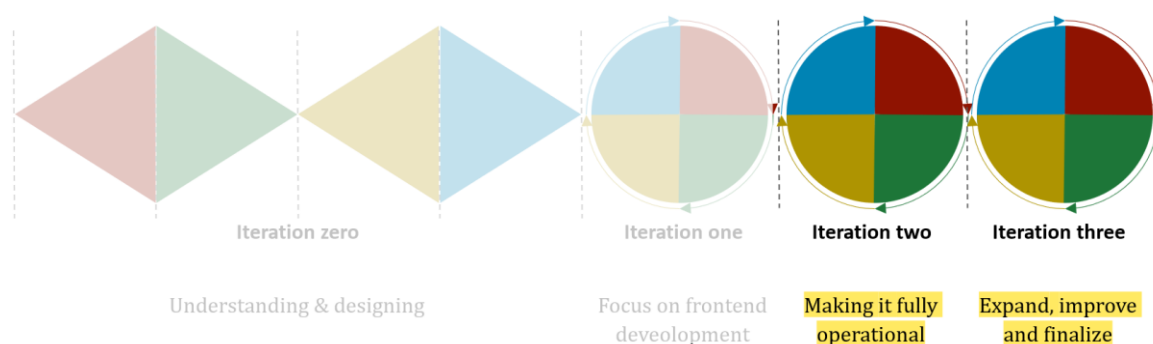 Iteration zero
Iteration one
Iteration two
Iteration three
Understanding & designing
Focus on frontend
deveolopment
Making it fully
operational
Expand, improve
and finalize